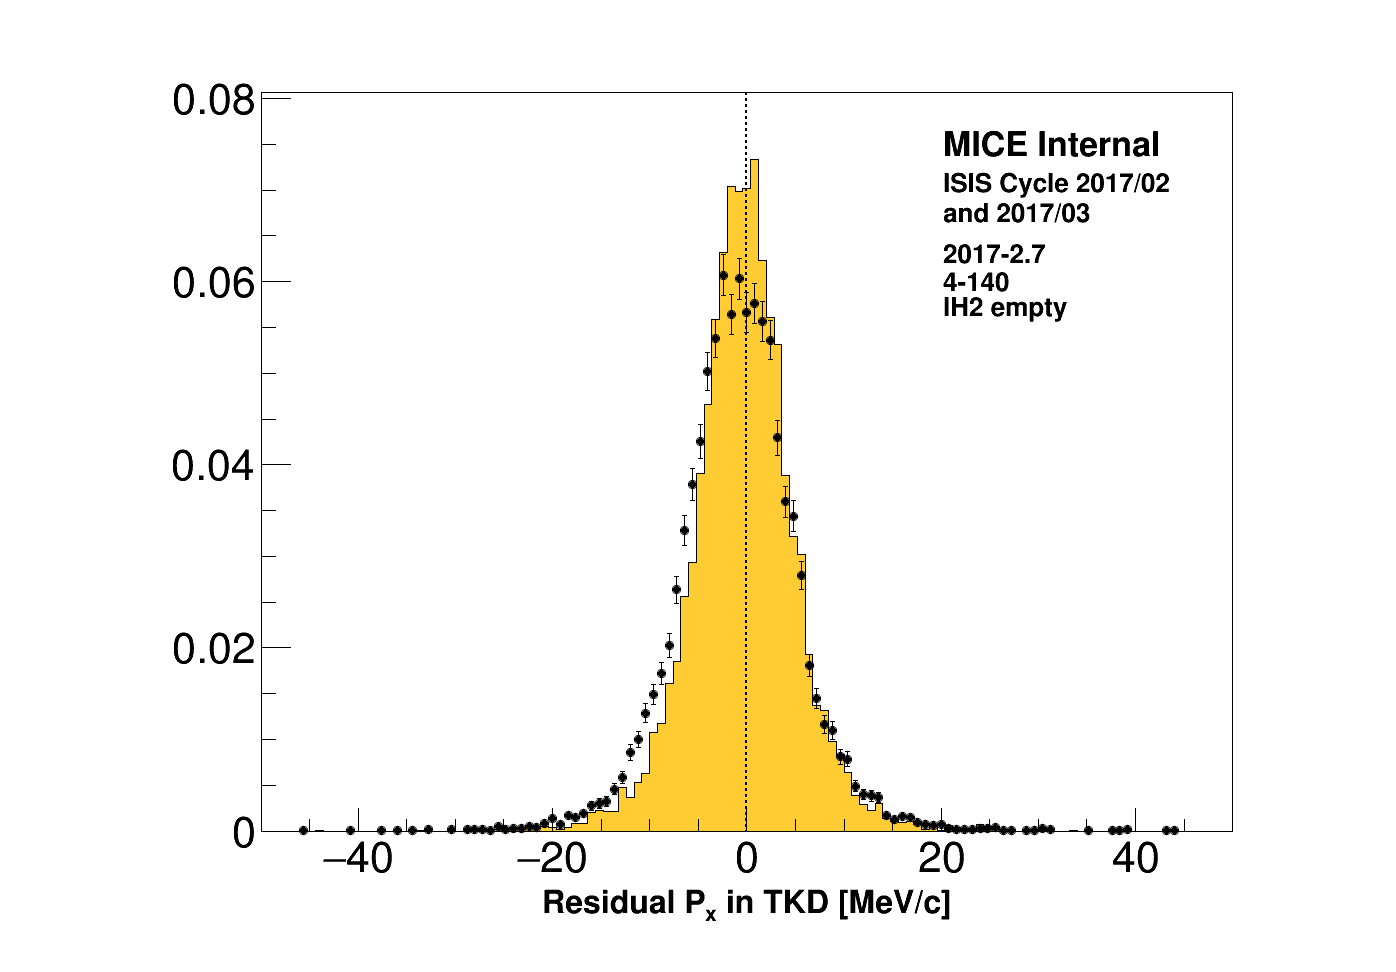 0.08
0.06
0.04
0.02
0
−40
−20
0
20
40
Residual Px in TKD [MeV/c]
MICE Internal
ISIS Cycle 2017/02
and 2017/03
2017-2.7
4-140
lH2 empty